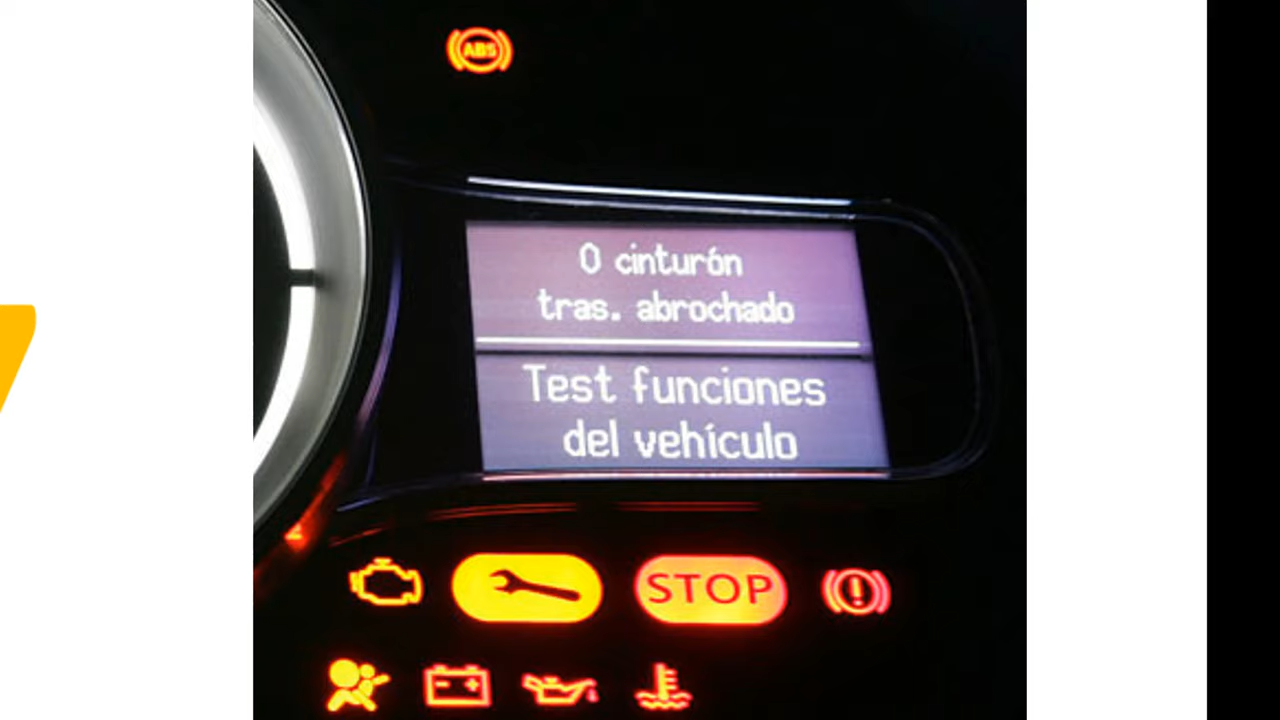 ABS
0 cinturón
tras. abrochado
Test funciones
del vehículo
STOP